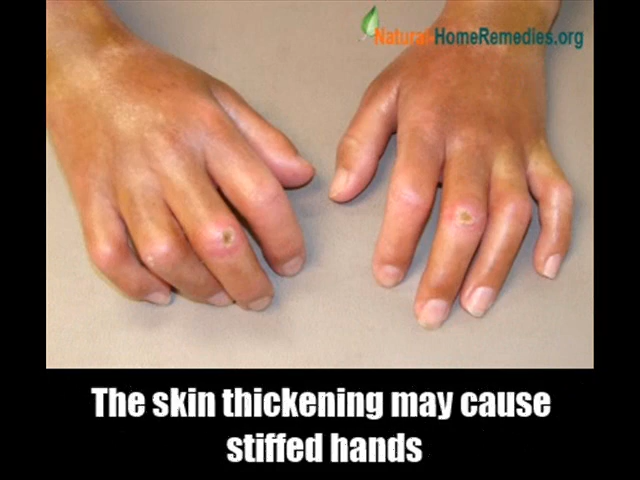 NaturalHomeRemedies.org
The skin thickening may cause
stiffed hands